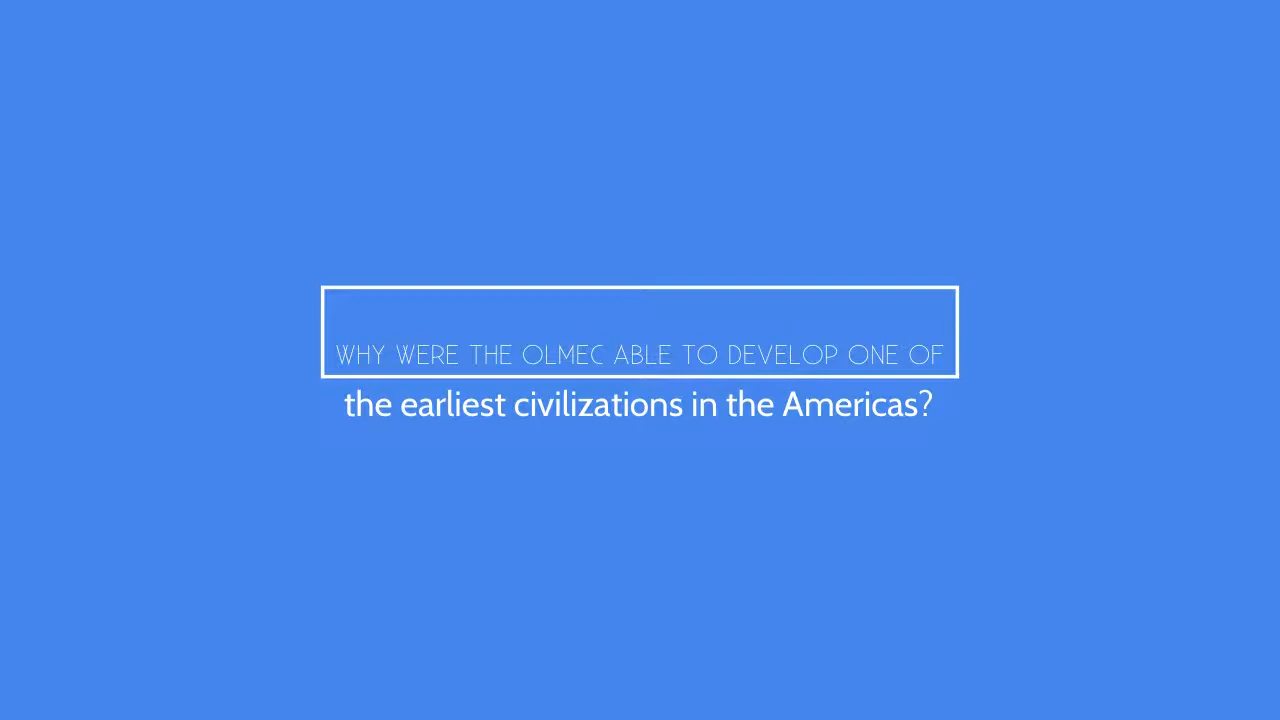 WHY WERE THE OLMEC ABLE TO DEVELOP ONE OF
the earliest civilizations in the Americas?